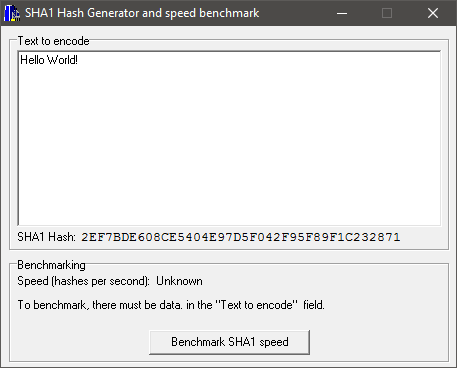 SHA1 Hash Generator and speed benchmark
Text to encode
Hello World!
SHA1 Hash: 2EF7BDE608CE5404E97D5F042F95F89F1C232871
Benchmarking
Speed (hashes per second): Unknown
To benchmark, there must be data. in the "Text to encode" field.
Benchmark SHA1 speed